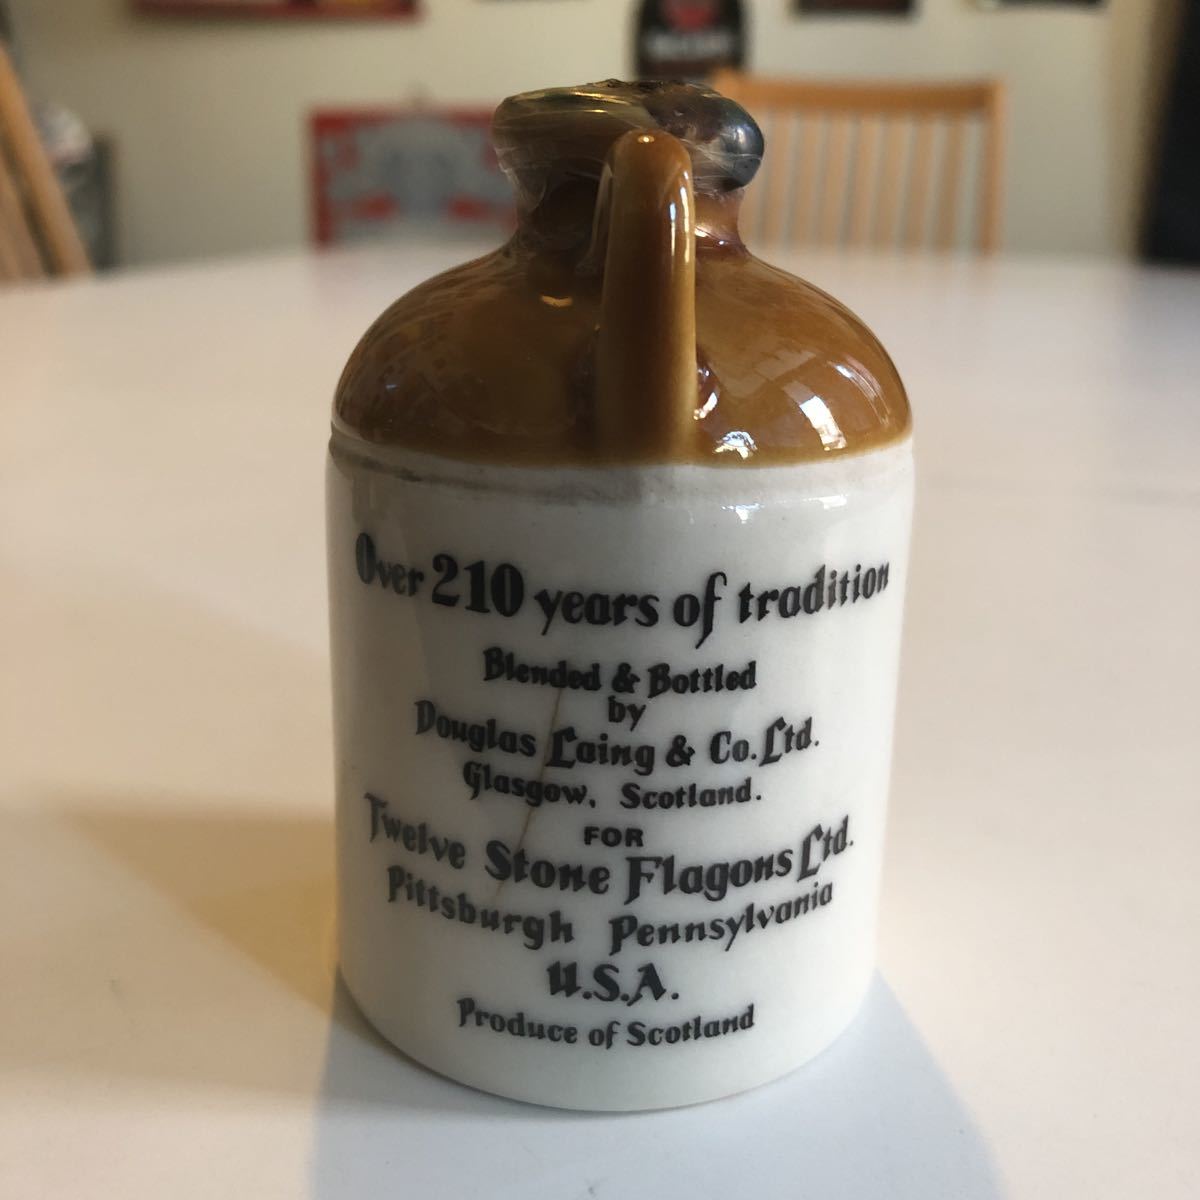 Over 210 years of tradition
Blended & Bottled
by
Douglas Laing & Co. Ltd.
Glasgow, Scotland.
FOR
Twelve Stone Flagons Ltd.
Pittsburgh Pennsylvania
U.S.A.
Produce of Scotland